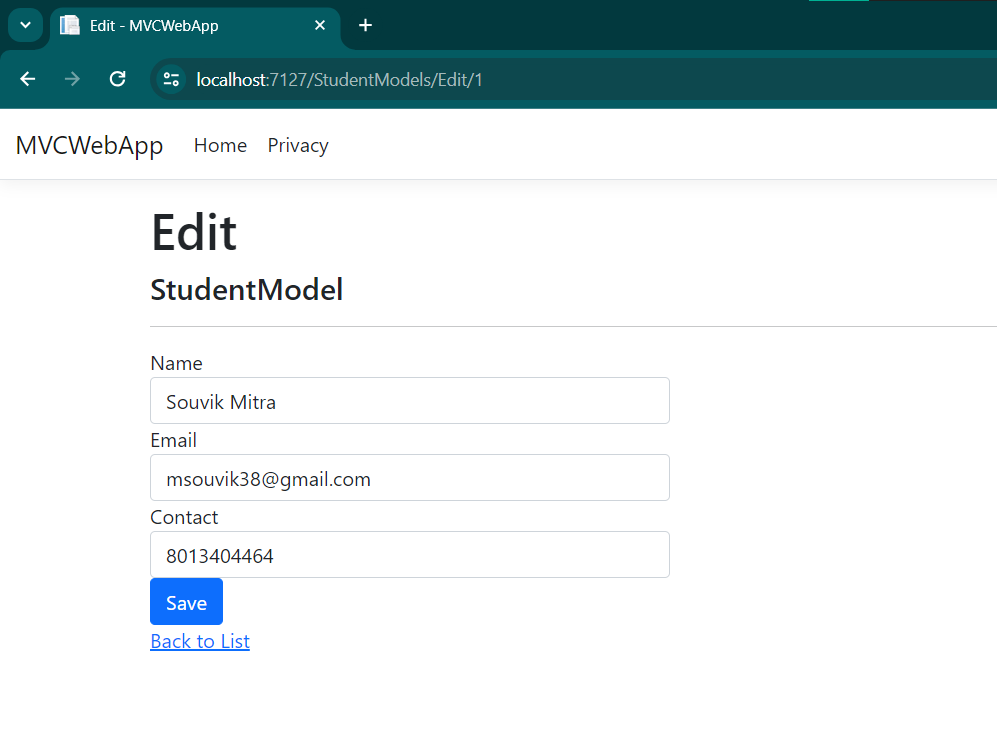 Edit - MVCWebApp
localhost:7127/StudentModels/Edit/1
MVCWebApp Home Privacy
Edit
StudentModel
Name
Souvik Mitra
Email
msouvik38@gmail.com
Contact
8013404464
Save
Back to List